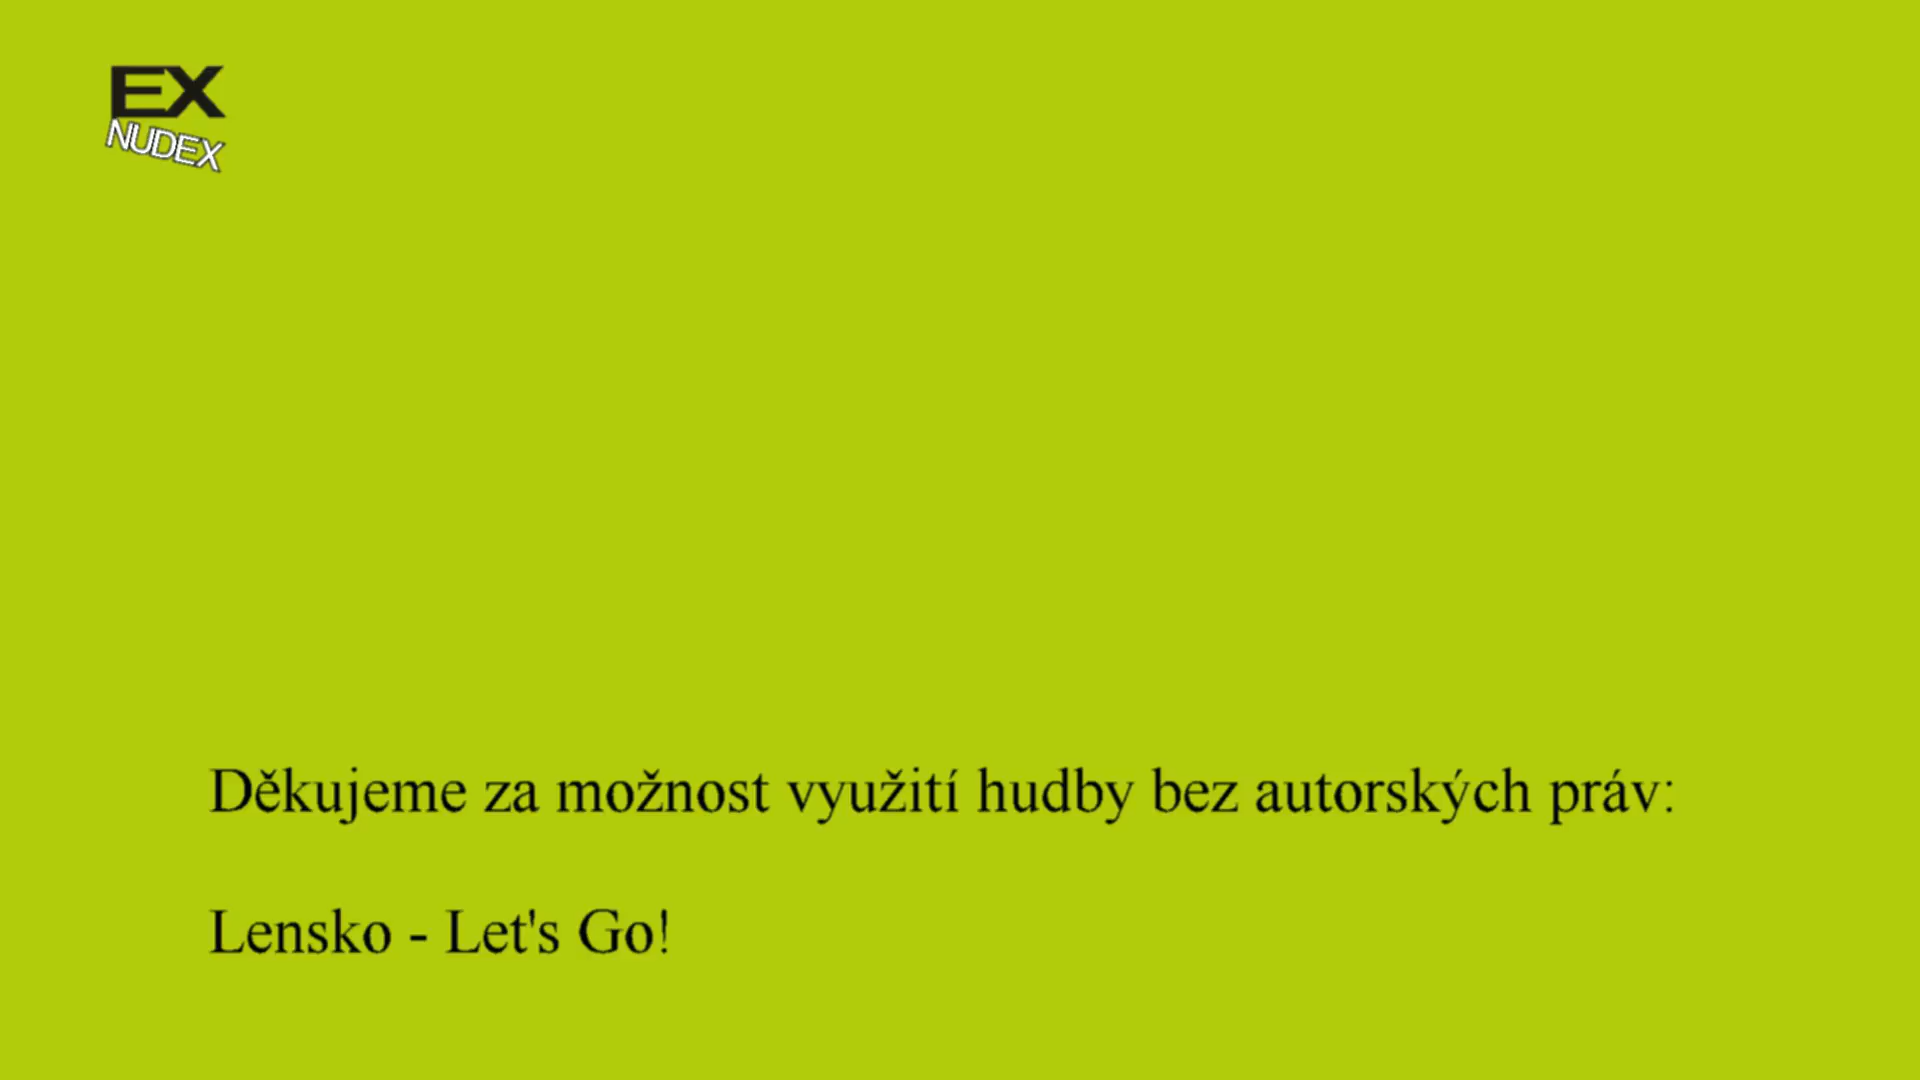 EX
NUDEX
Děkujeme za možnost využití hudby bez autorských práv:
Lensko - Let's Go!